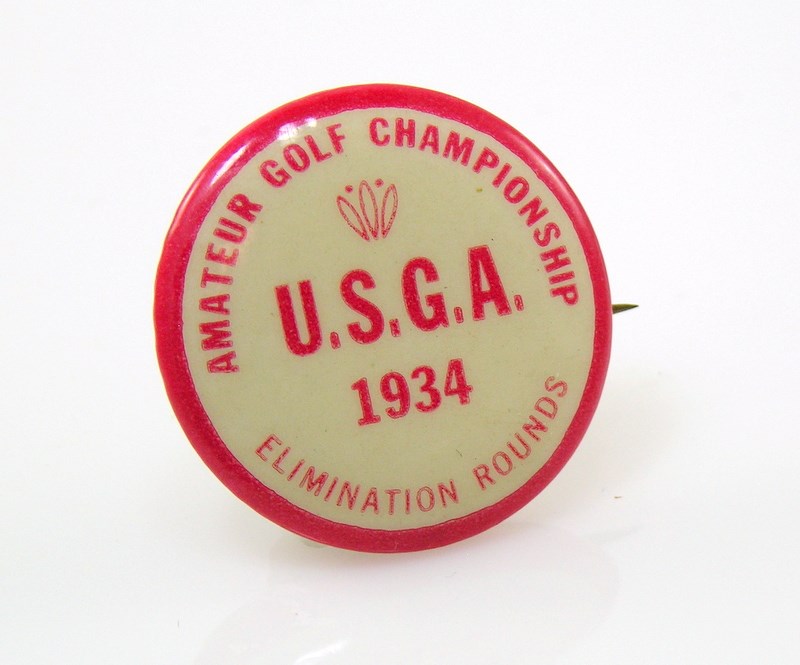 AMATEUR GOLF CHAMPIONSHIP
U.S.G.A.
1934
ELIMINATION ROUNDS